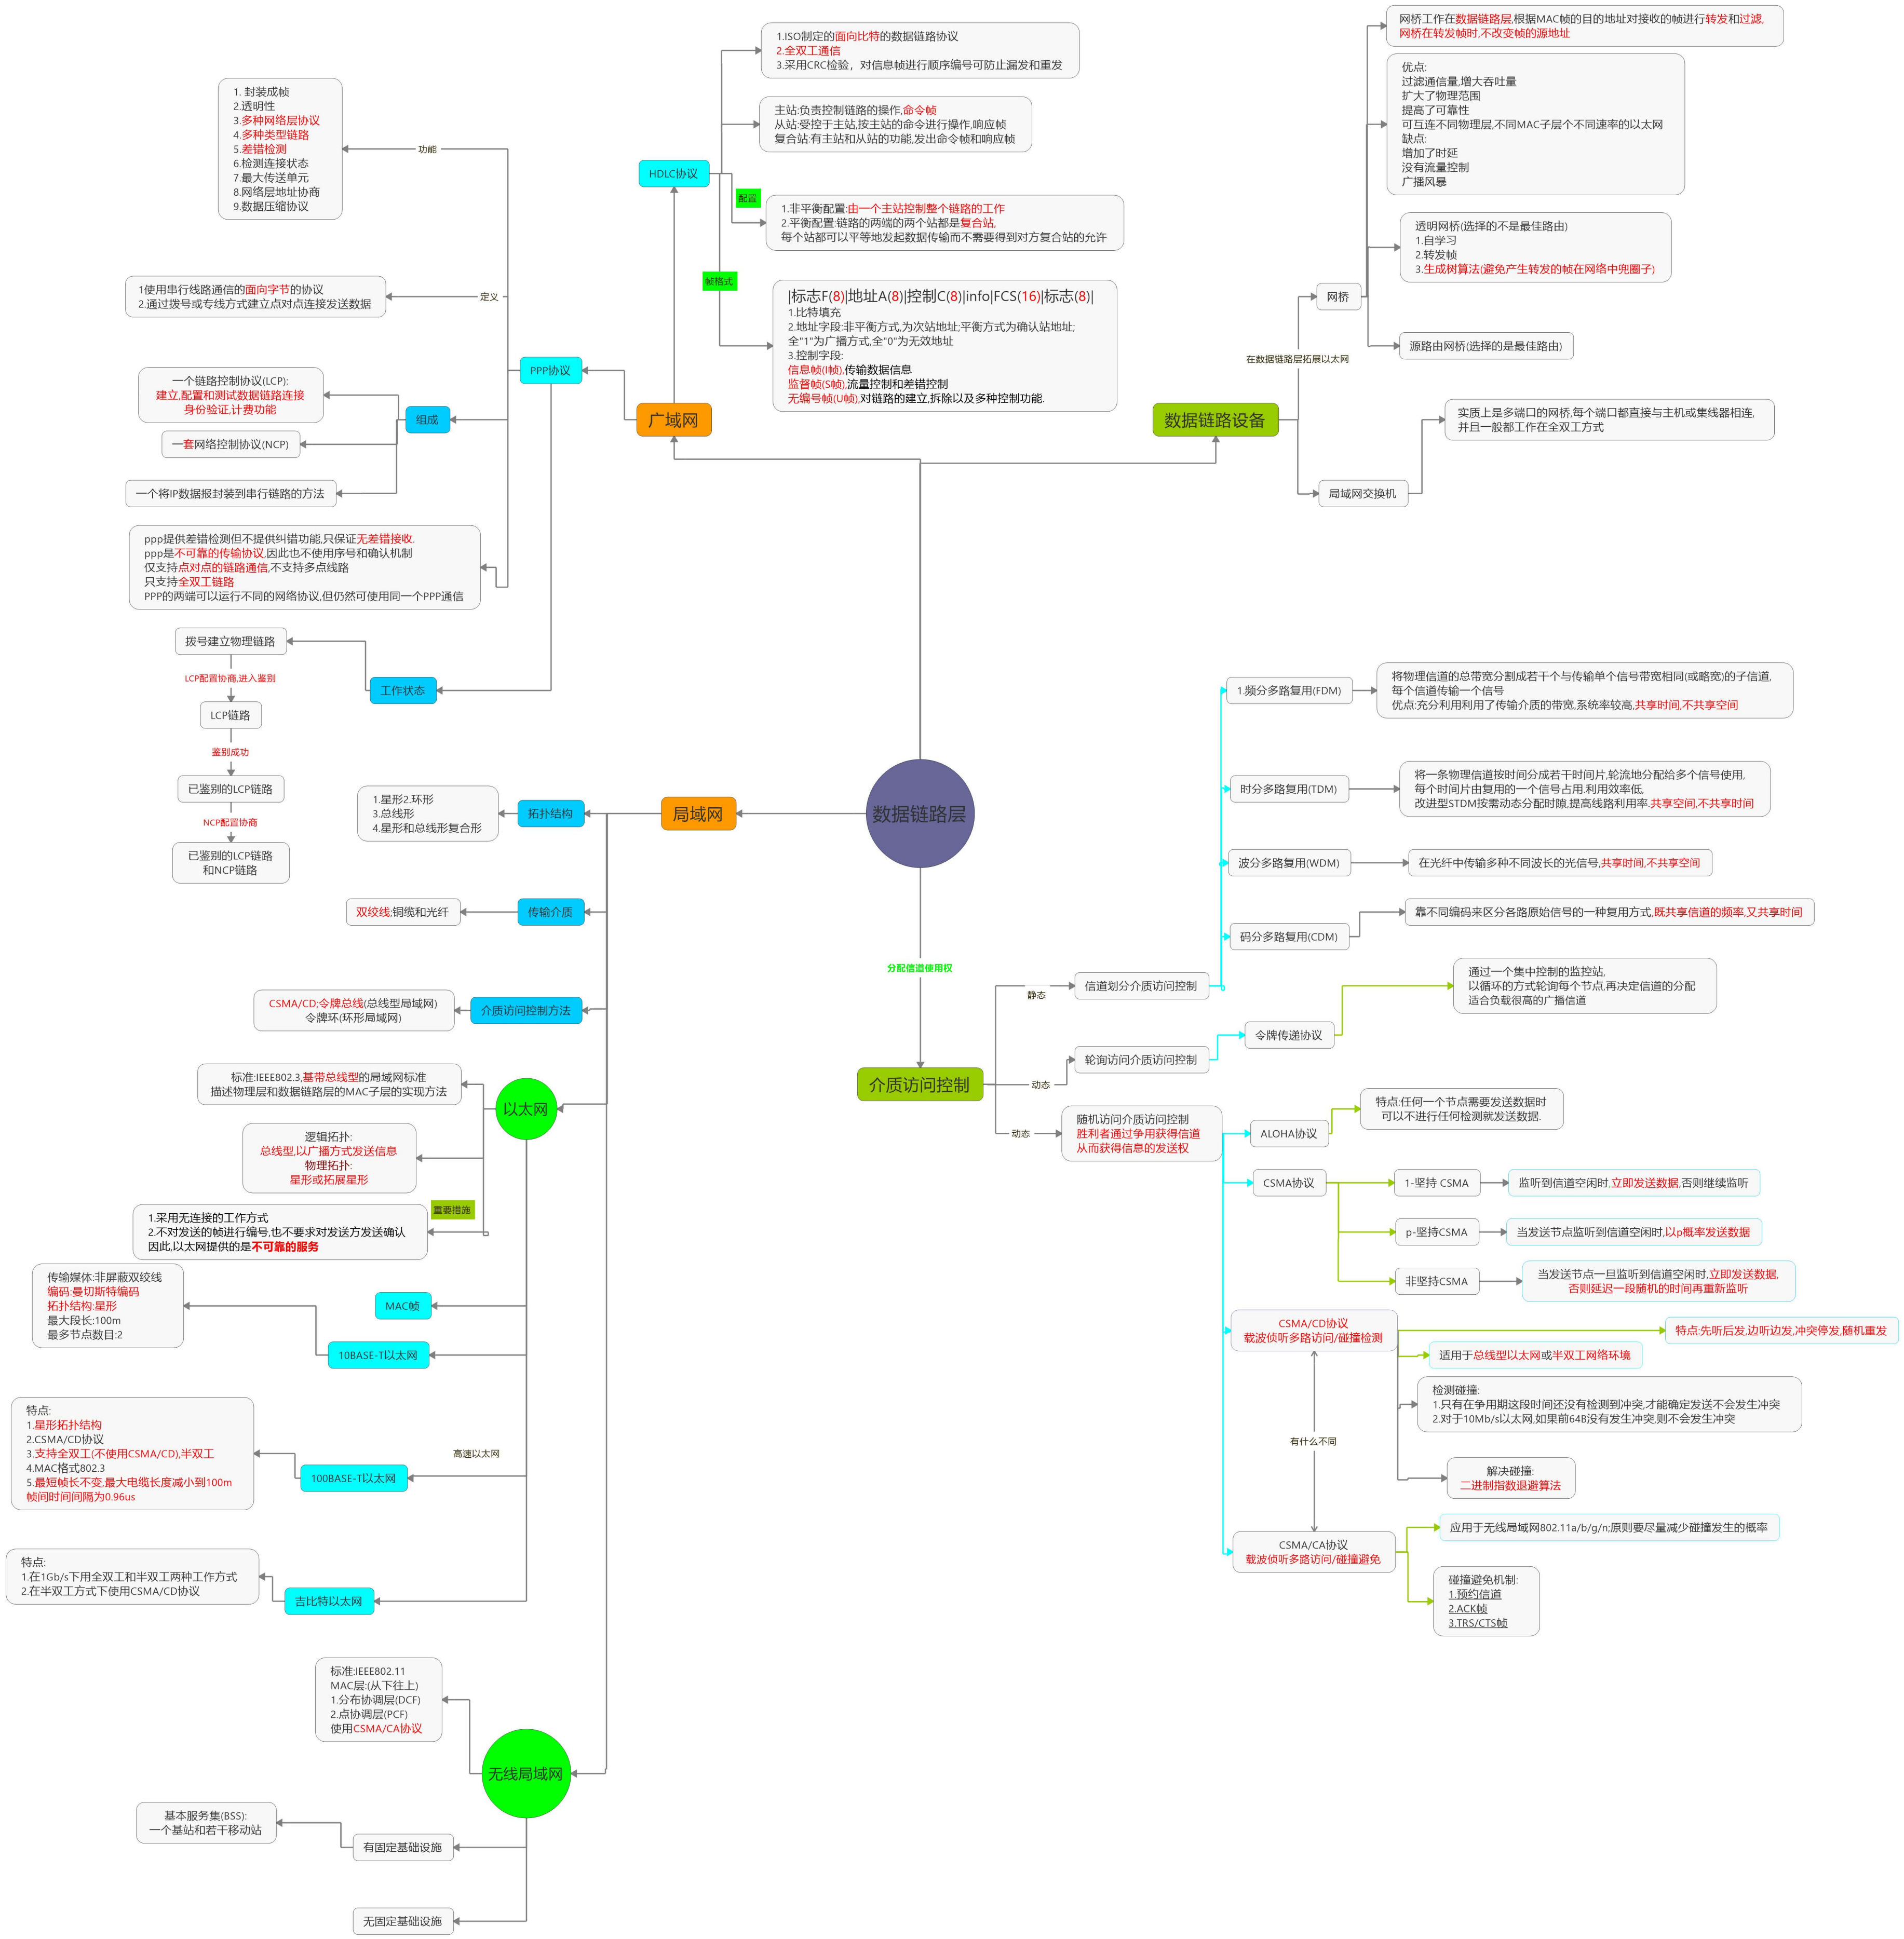 数据链路层
广域网
HDLC协议
1.ISO制定的面向比特的数据链路协议
2.全双工通信
3.采用CRC检验，对信息帧进行顺序编号可防止漏发和重发
主站:负责控制链路的操作,命令帧
从站:受控于主站,按主站的命令进行操作,响应帧
复合站:有主站和从站的功能,发出命令帧和响应帧
配置
1.非平衡配置:由一个主站控制整个链路的工作
2.平衡配置:链路的两端的两个站都是复合站,
每个站都可以平等地发起数据传输而不需要得到对方复合站的允许
帧格式
|标志F(8)|地址A(8)|控制C(8)|info|FCS(16)|标志(8)|
1.比特填充
2.地址字段:非平衡方式,为次站地址;平衡方式为确认站地址;
全"1"为广播方式,全"0"为无效地址
3.控制字段:
信息帧(I帧),传输数据信息
监督帧(S帧),流量控制和差错控制
无编号帧(U帧),对链路的建立,拆除以及多种控制功能.
PPP协议
功能
1. 封装成帧
2.透明性
3.多种网络层协议
4.多种类型链路
5.差错检测
6.检测连接状态
7.最大传送单元
8.网络层地址协商
9.数据压缩协议
定义
1使用串行线路通信的面向字节的协议
2.通过拨号或专线方式建立点对点连接发送数据
组成
一个链路控制协议(LCP):
建立,配置和测试数据链路连接
身份验证,计费功能
一套网络控制协议(NCP)
一个将IP数据报封装到串行链路的方法
ppp提供差错检测但不提供纠错功能,只保证无差错接收.
ppp是不可靠的传输协议,因此也不使用序号和确认机制
仅支持点对点的链路通信,不支持多点线路
只支持全双工链路
PPP的两端可以运行不同的网络协议,但仍然可使用同一个PPP通信
工作状态
拨号建立物理链路
LCP配置协商,进入鉴别
LCP链路
鉴别成功
已鉴别的LCP链路
NCP配置协商
已鉴别的LCP链路
和NCP链路
局域网
拓扑结构
1.星形2.环形
3.总线形
4.星形和总线形复合形
传输介质
双绞线;铜缆和光纤
介质访问控制方法
CSMA/CD;令牌总线(总线型局域网)
令牌环(环形局域网)
以太网
标准:IEEE802.3,基带总线型的局域网标准
描述物理层和数据链路层的MAC子层的实现方法
逻辑拓扑:
总线型,以广播方式发送信息
物理拓扑:
星形或拓展星形
重要措施
1.采用无连接的工作方式
2.不对发送的帧进行编号,也不要求对发送方发送确认
因此,以太网提供的是不可靠的服务
MAC帧
10BASE-T以太网
传输媒体:非屏蔽双绞线
编码:曼切斯特编码
拓扑结构:星形
最大段长:100m
最多节点数目:2
高速以太网
100BASE-T以太网
特点:
1.星形拓扑结构
2.CSMA/CD协议
3.支持全双工(不使用CSMA/CD),半双工
4.MAC格式802.3
5.最短帧长不变,最大电缆长度减小到100m
帧间时间间隔为0.96us
吉比特以太网
特点:
1.在1Gb/s下用全双工和半双工两种工作方式
2.在半双工方式下使用CSMA/CD协议
无线局域网
标准:IEEE802.11
MAC层:(从下往上)
1.分布协调层(DCF)
2.点协调层(PCF)
使用CSMA/CA协议
有固定基础设施
基本服务集(BSS):
一个基站和若干移动站
无固定基础设施
数据链路设备
在数据链路层拓展以太网
网桥
网桥工作在数据链路层,根据MAC帧的目的地址对接收的帧进行转发和过滤,
网桥在转发帧时,不改变帧的源地址
优点:
过滤通信量,增大吞吐量
扩大了物理范围
提高了可靠性
可互连不同物理层,不同MAC子层个不同速率的以太网
缺点:
增加了时延
没有流量控制
广播风暴
透明网桥(选择的不是最佳路由)
1.自学习
2.转发帧
3.生成树算法(避免产生转发的帧在网络中兜圈子)
源路由网桥(选择的是最佳路由)
局域网交换机
实质上是多端口的网桥,每个端口都直接与主机或集线器相连,
并且一般都工作在全双工方式
分配信道使用权
介质访问控制
静态
信道划分介质访问控制
1.频分多路复用(FDM)
将物理信道的总带宽分割成若干个与传输单个信号带宽相同(或略宽)的子信道,
每个信道传输一个信号
优点:充分利用利用了传输介质的带宽,系统率较高,共享时间,不共享空间
时分多路复用(TDM)
将一条物理信道按时间分成若干时间片,轮流地分配给多个信号使用,
每个时间片由复用的一个信号占用.利用效率低,
改进型STDM按需动态分配时隙,提高线路利用率.共享空间,不共享时间
波分多路复用(WDM)
在光纤中传输多种不同波长的光信号,共享时间,不共享空间
码分多路复用(CDM)
靠不同编码来区分各路原始信号的一种复用方式,既共享信道的频率,又共享时间
动态
轮询访问介质访问控制
令牌传递协议
通过一个集中控制的监控站,
以循环的方式轮询每个节点,再决定信道的分配
适合负载很高的广播信道
动态
随机访问介质访问控制
胜利者通过争用获得信道
从而获得信息的发送权
ALOHA协议
特点:任何一个节点需要发送数据时
可以不进行任何检测就发送数据.
CSMA协议
1-坚持 CSMA
监听到信道空闲时,立即发送数据,否则继续监听
p-坚持CSMA
当发送节点监听到信道空闲时,以p概率发送数据
非坚持CSMA
当发送节点一旦监听到信道空闲时,立即发送数据,
否则延迟一段随机的时间再重新监听
CSMA/CD协议
载波侦听多路访问/碰撞检测
特点:先听后发,边听边发,冲突停发,随机重发
适用于总线型以太网或半双工网络环境
检测碰撞:
1.只有在争用期这段时间还没有检测到冲突,才能确定发送不会发生冲突
2.对于10Mb/s以太网,如果前64B没有发生冲突,则不会发生冲突
解决碰撞:
二进制指数退避算法
有什么不同
CSMA/CA协议
载波侦听多路访问/碰撞避免
应用于无线局域网802.11a/b/g/n;原则要尽量减少碰撞发生的概率
碰撞避免机制:
1.预约信道
2.ACK帧
3.TRS/CTS帧